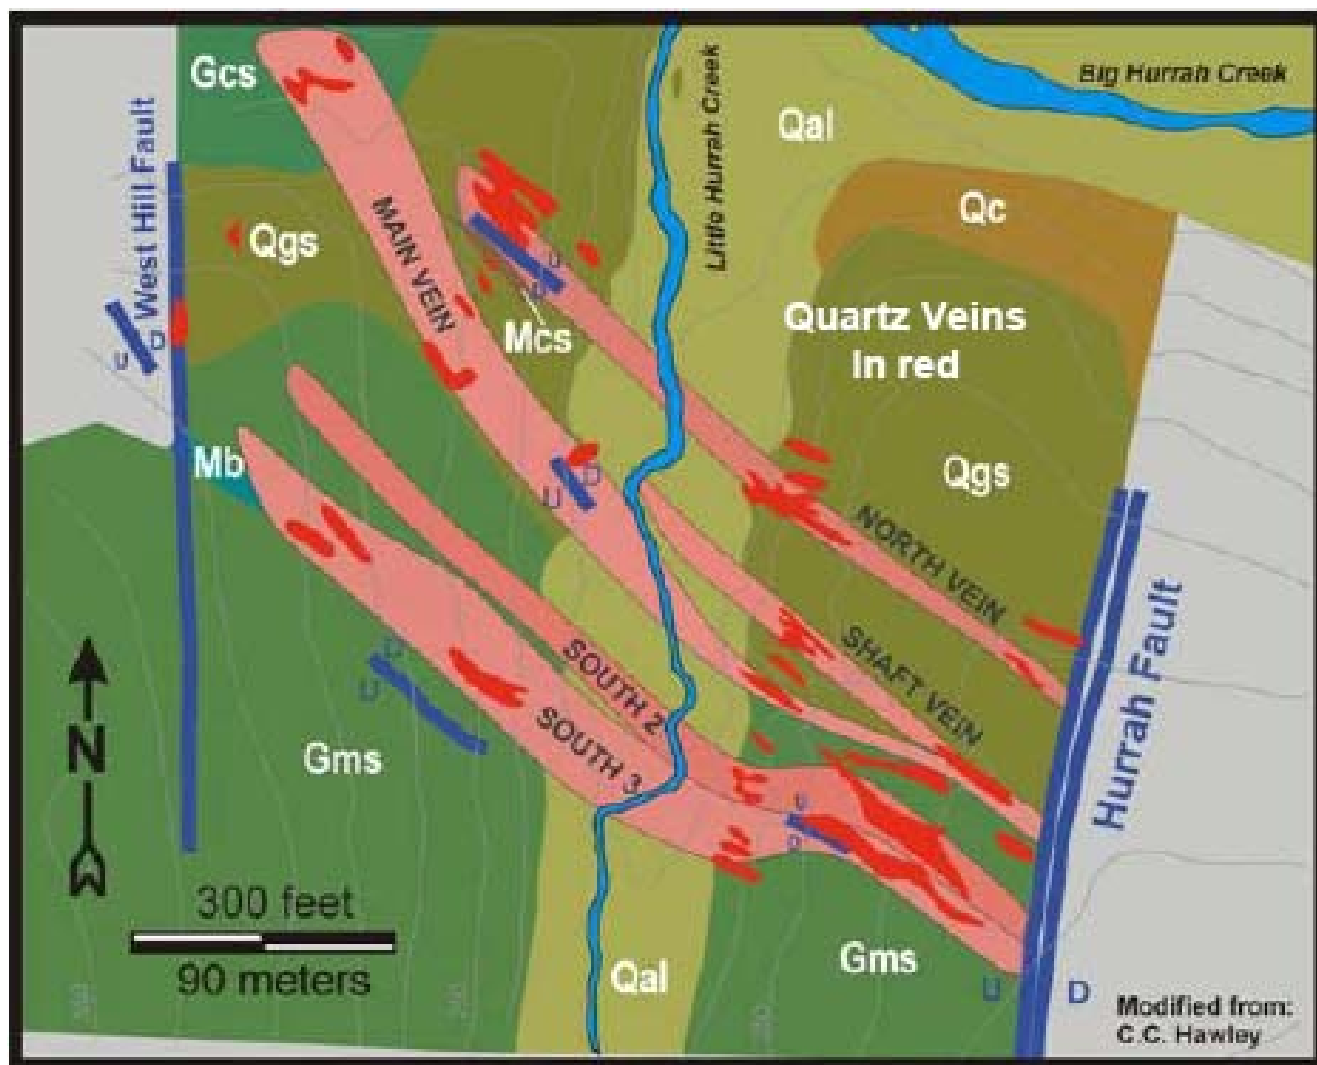 Gcs
Big Hurrah Creek
Qal
Little Hurrah Creek
West Hill Fault
Qc
Qgs
MAIN VEIN
U
D
Quartz Veins
In red
Mcs
U
D
Mb
Qgs
D
U
NORTH VEIN
SHAFT VEIN
Hurrah Fault
SOUTH 2
SOUTH 3
D
U
N
Gms
U
D
300 feet
90 meters
Qal
Gms
U
D
Modified from:
C.C. Hawley